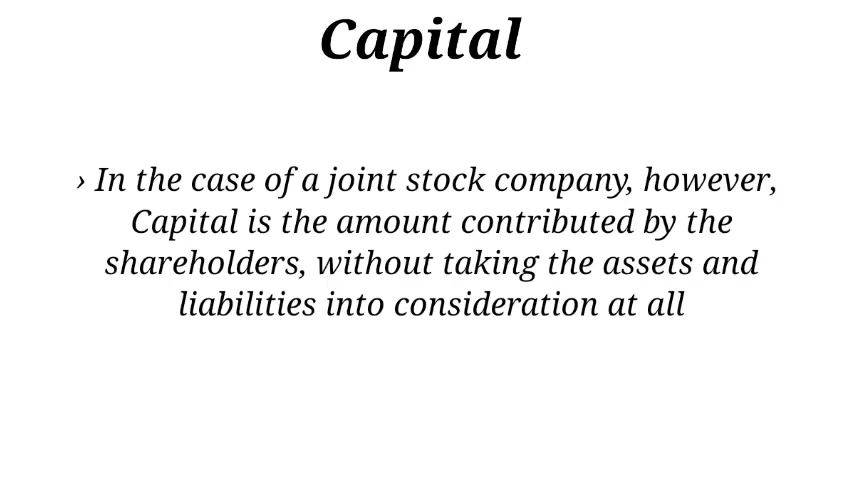 Capital
› In the case of a joint stock company, however,
Capital is the amount contributed by the
shareholders, without taking the assets and
liabilities into consideration at all